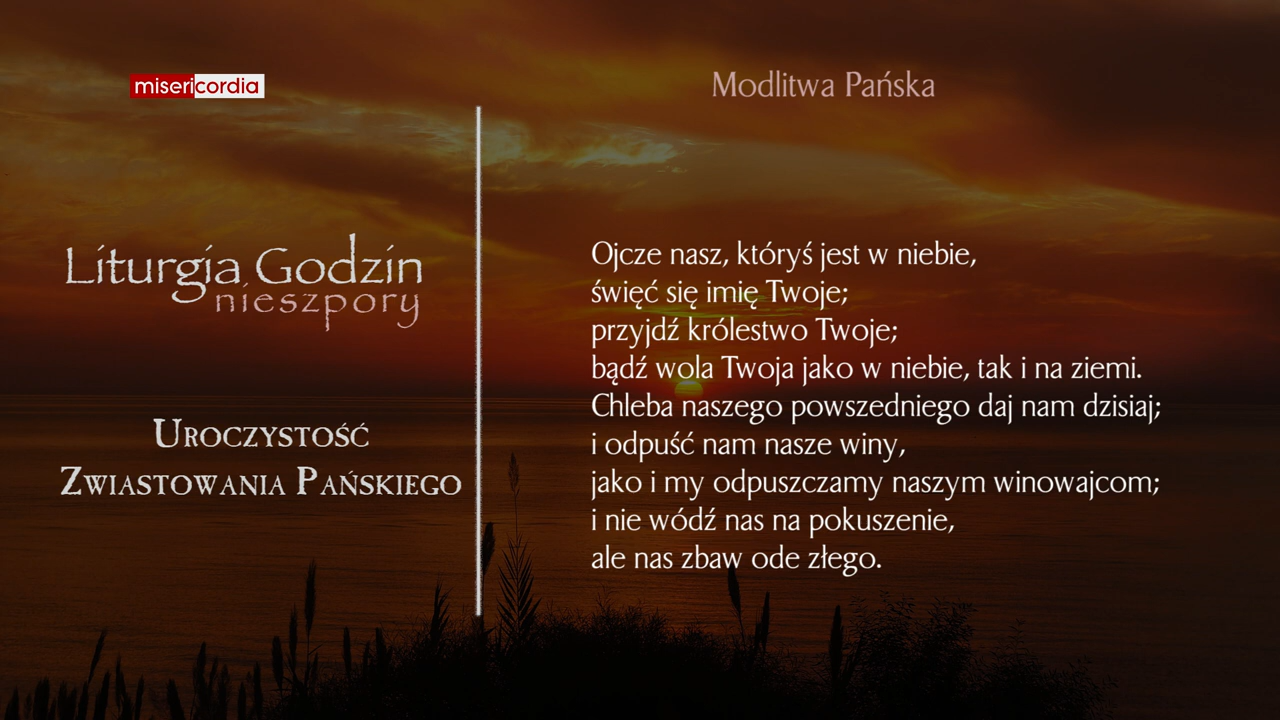 misericordia
Liturgia Godzin
nieszpory
Uroczystość
Zwiastowania Pańskiego
Modlitwa Pańska
Ojcze nasz, któryś jest w niebie,
święć się imię Twoje;
przyjdź królestwo Twoje;
bądź wola Twoja jako w niebie, tak i na ziemi.
Chleba naszego powszedniego daj nam dzisiaj;
i odpuść nam nasze winy,
jako i my odpuszczamy naszym winowajcom;
i nie wódź nas na pokuszenie,
ale nas zbaw ode złego.